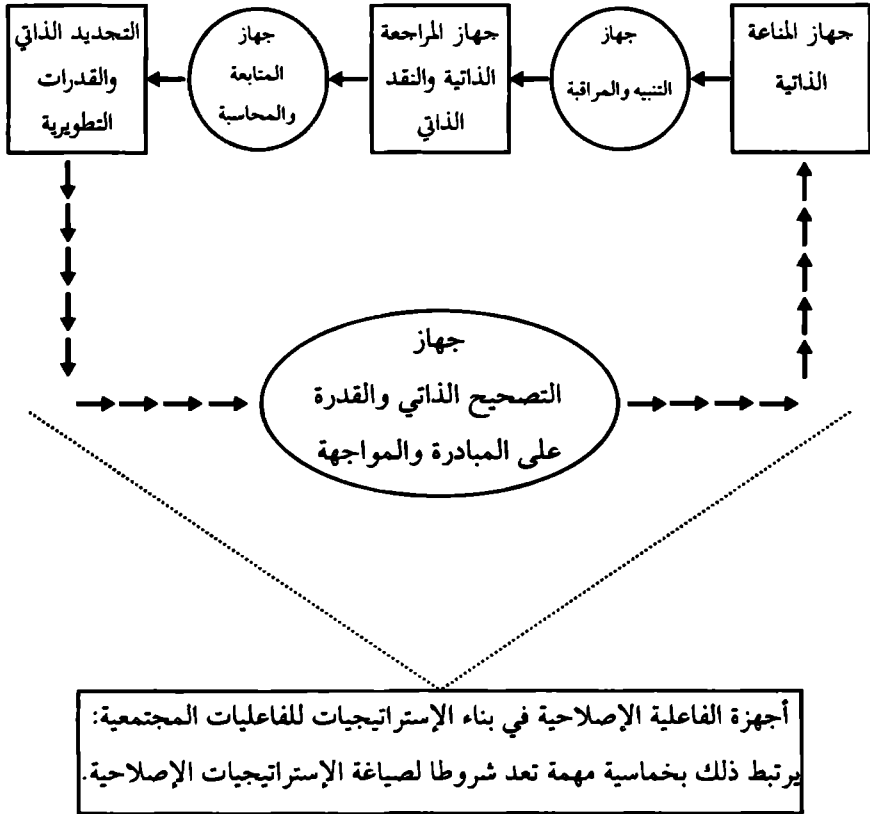 جهاز المناعة
الذاتية
جهاز
التنبيه والمراقبة
جهاز المراجعة
الذاتية والنقد
الذاتي
جهاز
المتابعة
والمحاسبة
التجديد الذاتي
والقدرات
التطويرية
جهاز
التصحيح الذاتي والقدرة
على المبادرة والمواجهة
أجهزة الفاعلية الإصلاحية في بناء الإستراتيجيات للفاعليات المجتمعية:
يرتبط ذلك بخماسية مهمة تعد شروطا لصياغة الإستراتيجيات الإصلاحية.